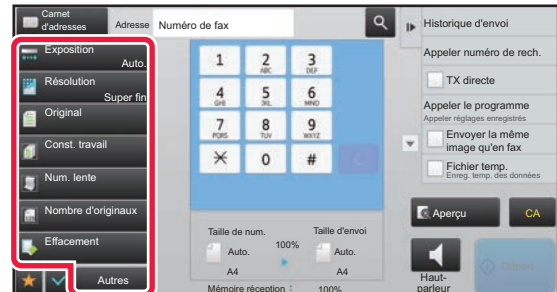 Carnet
d'adresses
Adresse
Numéro de fax
Exposition
Auto.
Résolution
Super fin
Original
Const. travail
Num. lente
Nombre d'originaux
Effacement
Autres
1
2
ABC
3
DEF
4
GHI
5
JKL
6
MNO
7
PQRS
8
TUV
9
WXYZ
0
#
C
Taille de
num.
Taille d'envoi
100%
Auto.
Auto.
A4
A4
Mémoire réception :
100%
Historique d'envoi
Appeler numéro de rech.
TX directe
Appeler le programme
Appeler réglages enregistrés
Envoyer la même
image qu'en fax
Fichier temp.
Enreg. temp. des données
Aperçu
CA
Haut-
parleur
Départ